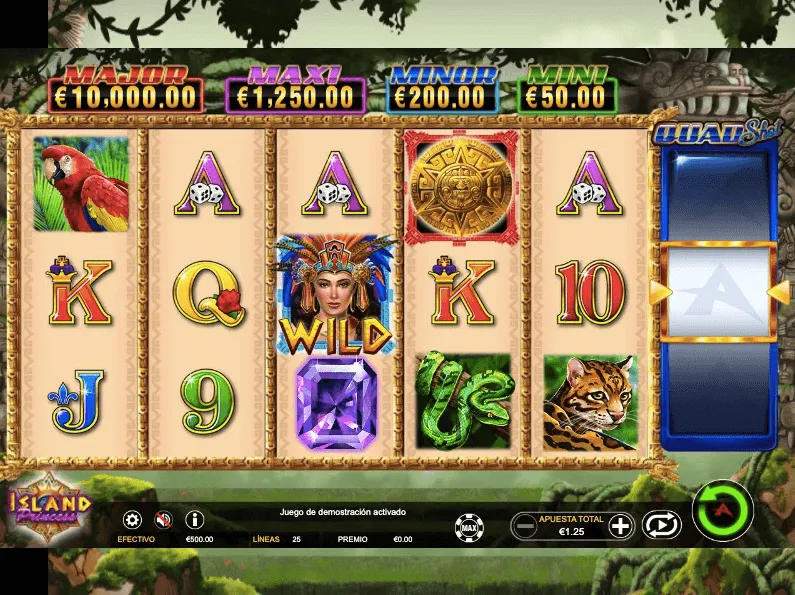 MAJOR
€10,000.00
MAXI
€1,250.00
MINOR
€200.00
MINI
€50.00
QUAD Shot
A
A
A
K
Q
WILD
K
10
J
9
ISLAND
Princess
Juego de demostración activado
MAX
APUESTA TOTAL
€1.25
EFECTIVO
€500.00
LÍNEAS
25
PREMIO
€0.00